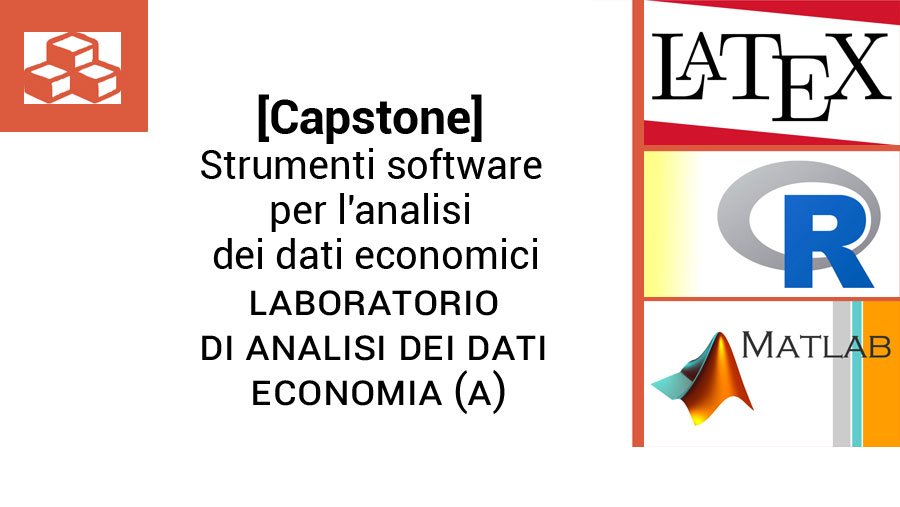 [Capstone]
Strumenti software
per l'analisi
dei dati economici
LABORATORIO
DI ANALISI DEI DATI
ECONOMIA (A)
LATEX
R
MATLAB